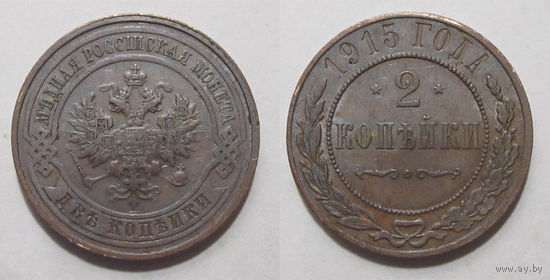 МѢДНАЯ РОССІЙСКАЯ МОНЕТА
ДВѢ КОПѢЙКИ
1915 ГОДА
* 2 *
КОПѢЙКИ
www.ay.by